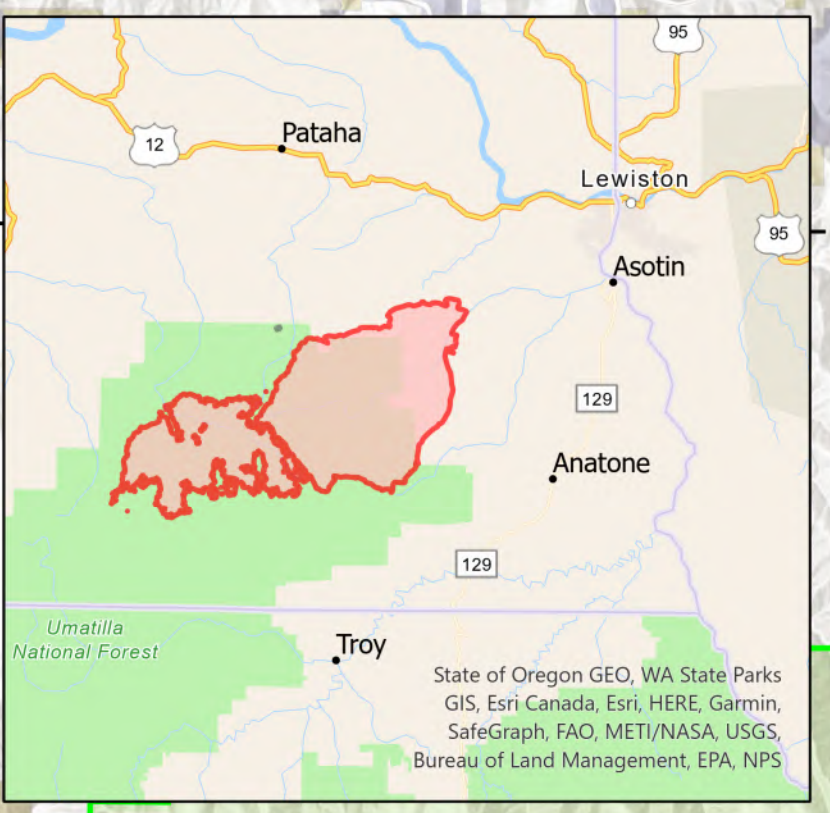 95
12
Pataha
Lewiston
95
Asotin
129
Anatone
129
Umatilla
National Forest
Troy
State of Oregon GEO, WA State Parks
GIS, Esri Canada, Esri, HERE, Garmin,
SafeGraph, FAO, METI/NASA, USGS,
Bureau of Land Management, EPA, NPS